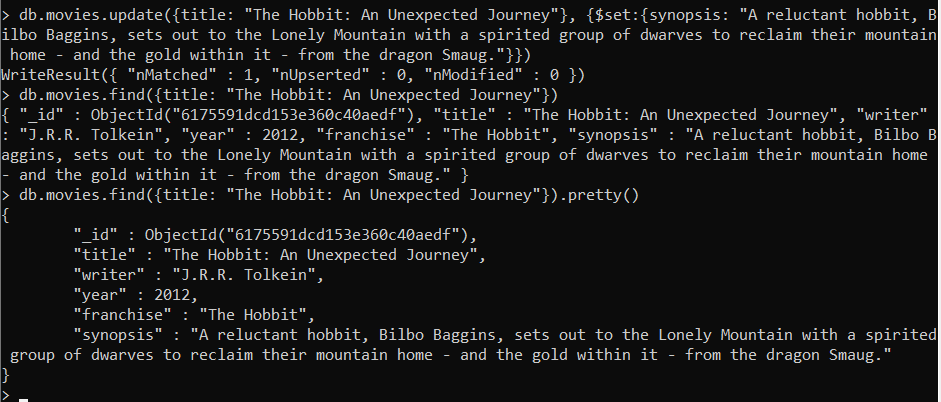 > db.movies.update({title: "The Hobbit: An Unexpected Journey"}, {$set:{synopsis: "A reluctant hobbit, B
ilbo Baggins, sets out to the Lonely Mountain with a spirited group of dwarves to reclaim their mountain
 home - and the gold within it - from the dragon Smaug."}})
WriteResult({ "nMatched" : 1, "nUpserted" : 0, "nModified" : 0 })
> db.movies.find({title: "The Hobbit: An Unexpected Journey"})
{ "_id" : ObjectId("6175591dcd153e360c40aedf"), "title" : "The Hobbit: An Unexpected Journey", "writer"
: "J.R.R. Tolkein", "year" : 2012, "franchise" : "The Hobbit", "synopsis" : "A reluctant hobbit, Bilbo B
aggins, sets out to the Lonely Mountain with a spirited group of dwarves to reclaim their mountain home
- and the gold within it - from the dragon Smaug." }
> db.movies.find({title: "The Hobbit: An Unexpected Journey"}).pretty()
{
        "_id" : ObjectId("6175591dcd153e360c40aedf"),
        "title" : "The Hobbit: An Unexpected Journey",
        "writer" : "J.R.R. Tolkein",
        "year" : 2012,
        "franchise" : "The Hobbit",
        "synopsis" : "A reluctant hobbit, Bilbo Baggins, sets out to the Lonely Mountain with a spirited
 group of dwarves to reclaim their mountain home - and the gold within it - from the dragon Smaug."
}
>